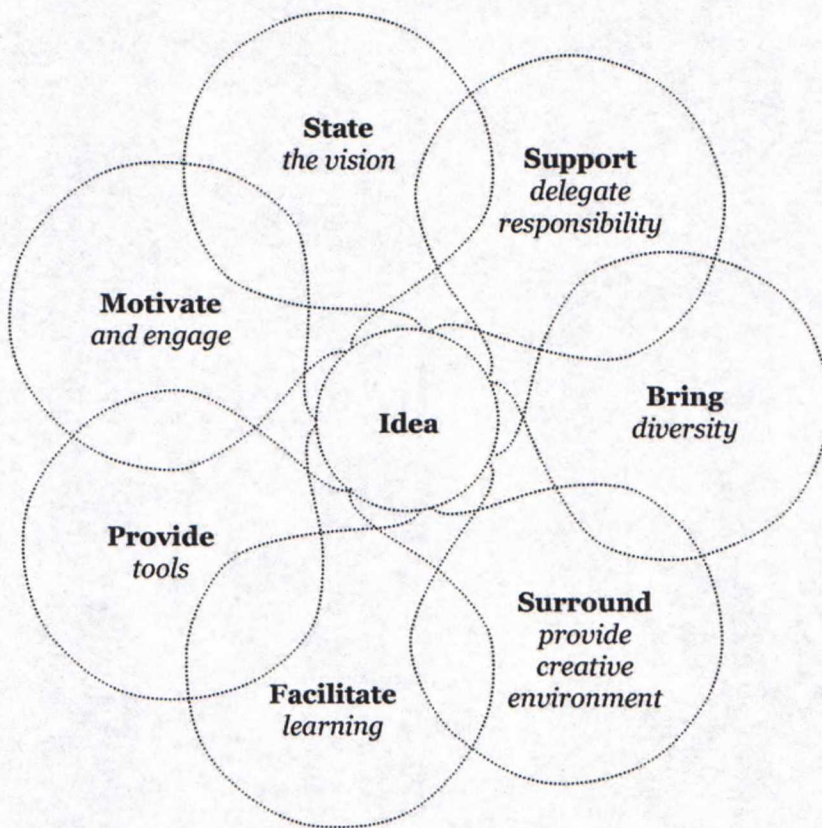 State
the vision
Support
delegate
responsibility
Motivate
and engage
Bring
diversity
Idea
Provide
tools
Surround
provide
creative
environment
Facilitate
learning